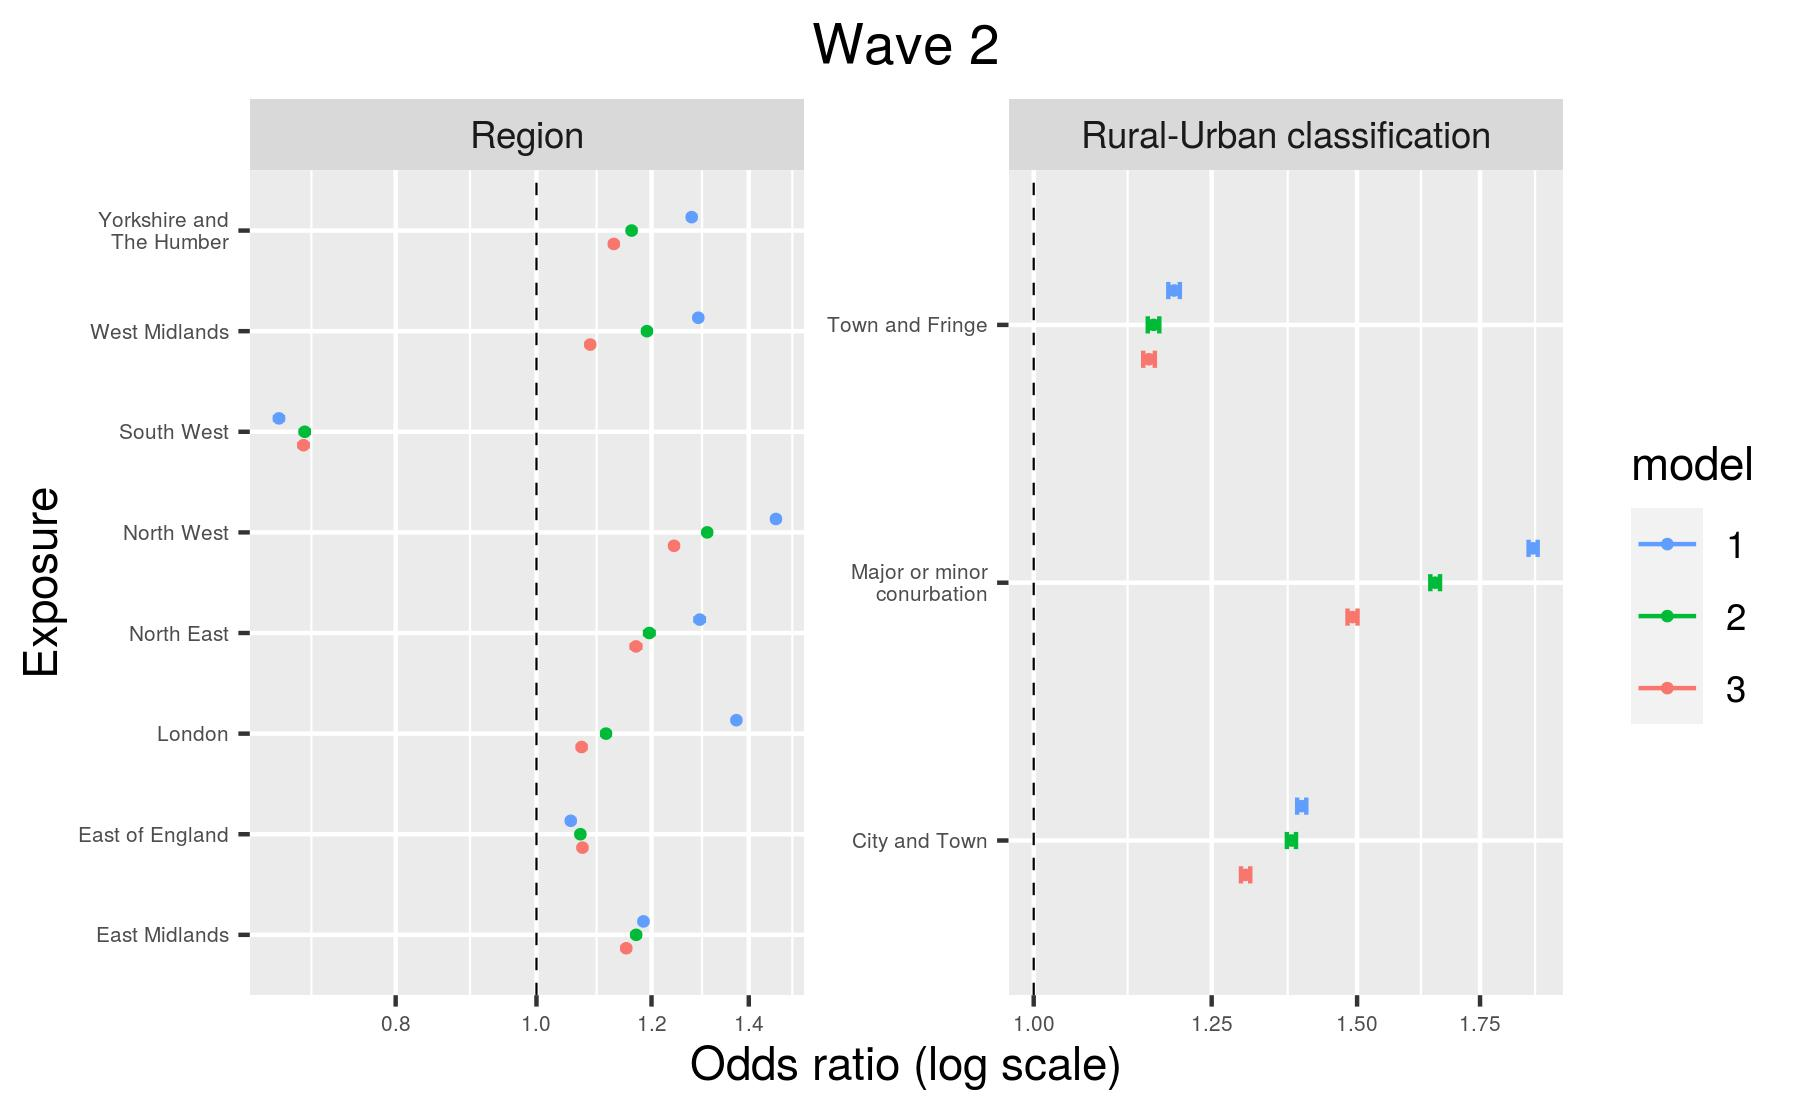 Wave 2
Region
Rural-Urban classification
Exposure
Yorkshire and
The Humber
West Midlands
South West
North West
North East
London
East of England
East Midlands
0.8
1.0
1.2
1.4
Town and Fringe
Major or minor
conurbation
City and Town
1.00
1.25
1.50
1.75
Odds ratio (log scale)
model
1
2
3